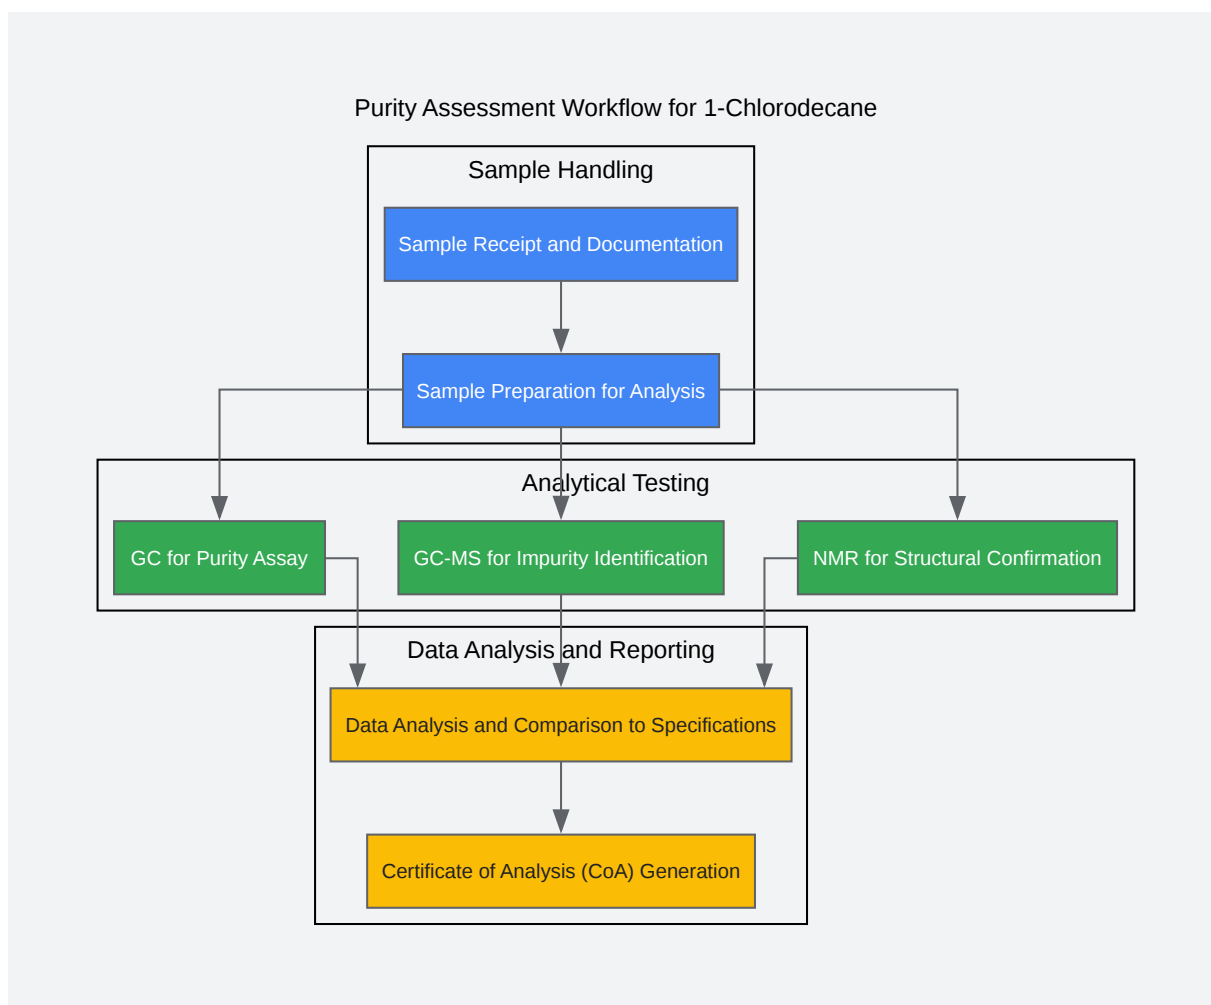 Purity Assessment Workflow for 1-Chlorodecane
Sample Handling
Sample Receipt and Documentation
Sample Preparation for Analysis
Analytical Testing
GC for Purity Assay
GC-MS for Impurity Identification
NMR for Structural Confirmation
Data Analysis and Reporting
Data Analysis and Comparison to Specifications
Certificate of Analysis (CoA) Generation